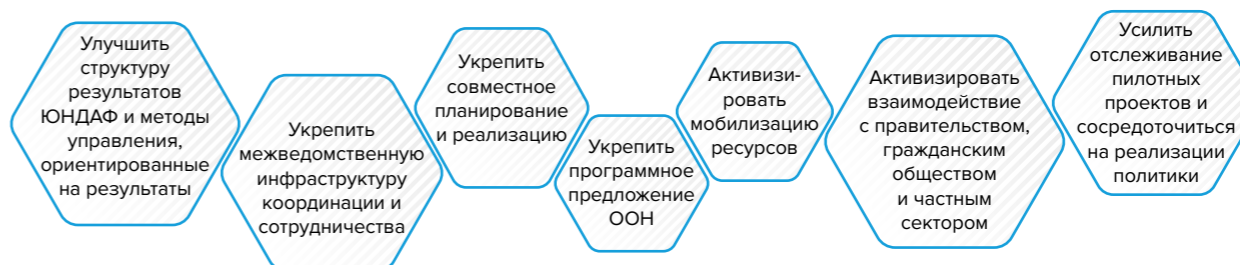 Улучшить
структуру
результатов
ЮНДАФ и методы
управления,
ориентированные
на результаты
Укрепить
межведомственную
инфраструктуру
координации и
сотрудничества
Укрепить
совместное
планирование
и реализацию
Укрепить
программное
предложение
ООН
Активизи-
ровать
мобилизацию
ресурсов
Активизировать
взаимодействие
с правительством,
гражданским
обществом
и частным
сектором
Усилить
отслеживание
пилотных
проектов и
сосредоточиться
на реализации
политики